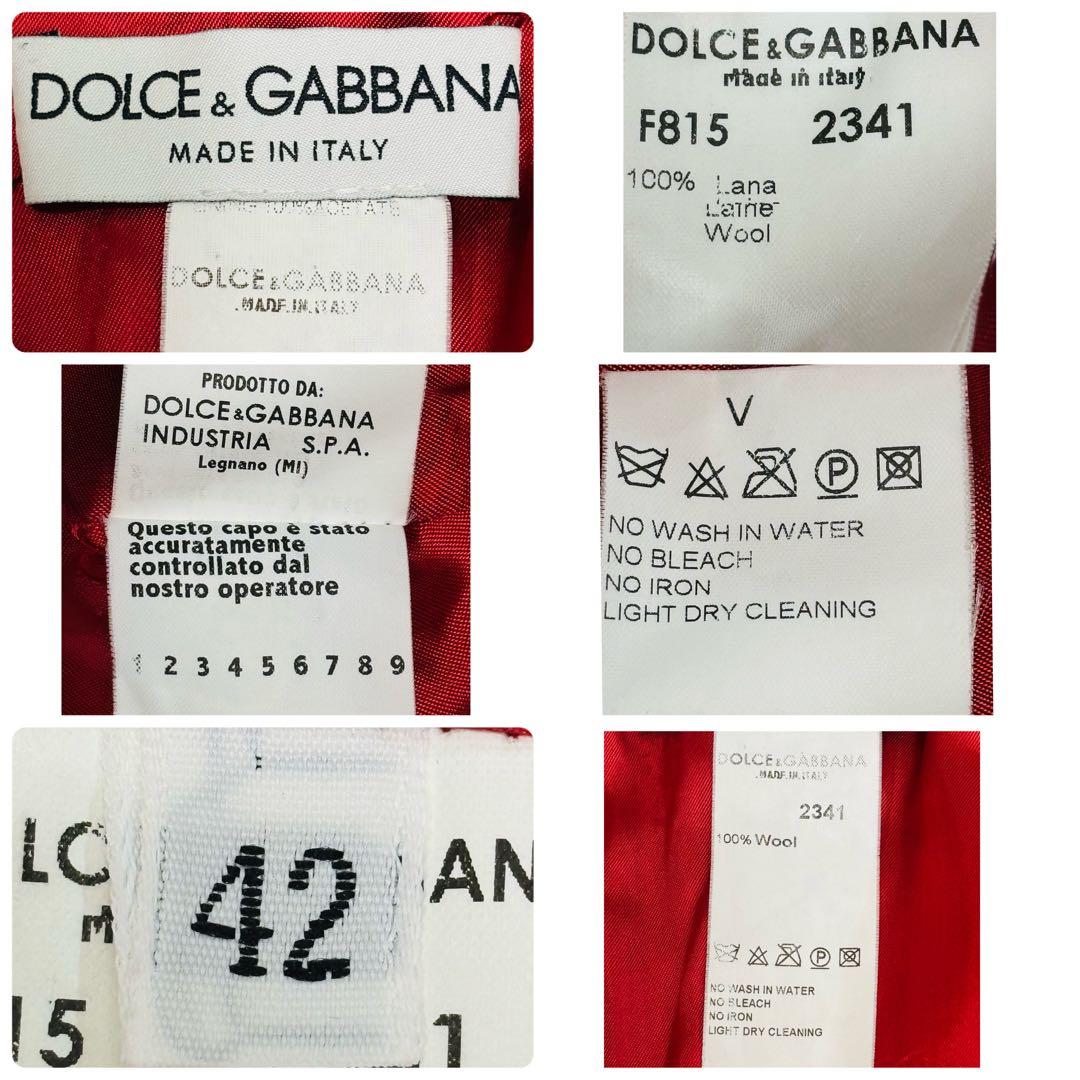 DOLCE & GABBANA
MADE IN ITALY
LINING 100% ACETATE
DOLCE & GABBANA
MADE IN ITALY
DOLCE & GABBANA
Made in Italy
F815 2341
100% Lana
Laine
Wool
PRODOTTO DA:
DOLCE & GABBANA
INDUSTRIA S.P.A.
Legnano (MI)
Questo capo è stato
accuratamente
controllato dal
nostro operatore
1 2 3 4 5 6 7 8 9
V
P
NO WASH IN WATER
NO BLEACH
NO IRON
LIGHT DRY CLEANING
LC AN
42
15 1
DOLCE & GABBANA
MADE IN ITALY
2341
100% Wool
P
NO WASH IN WATER
NO BLEACH
NO IRON
LIGHT DRY CLEANING